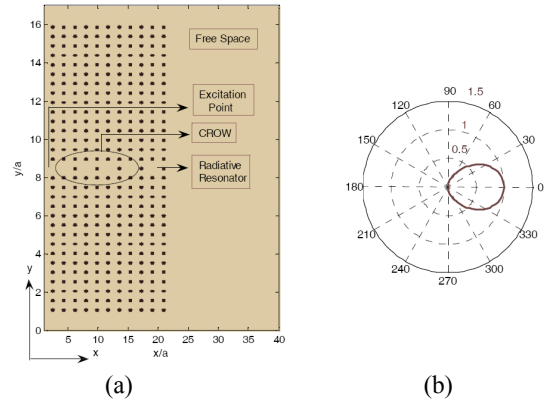 16
14
12
10
8
6
4
2
0
y/a
5
10
15
20
25
30
35
40
x/a
y
x
Free Space
Excitation
Point
CROW
Radiative
Resonator
(a)
90
1.5
120
60
1
150
0.5
30
180
0
210
330
240
300
270
(b)